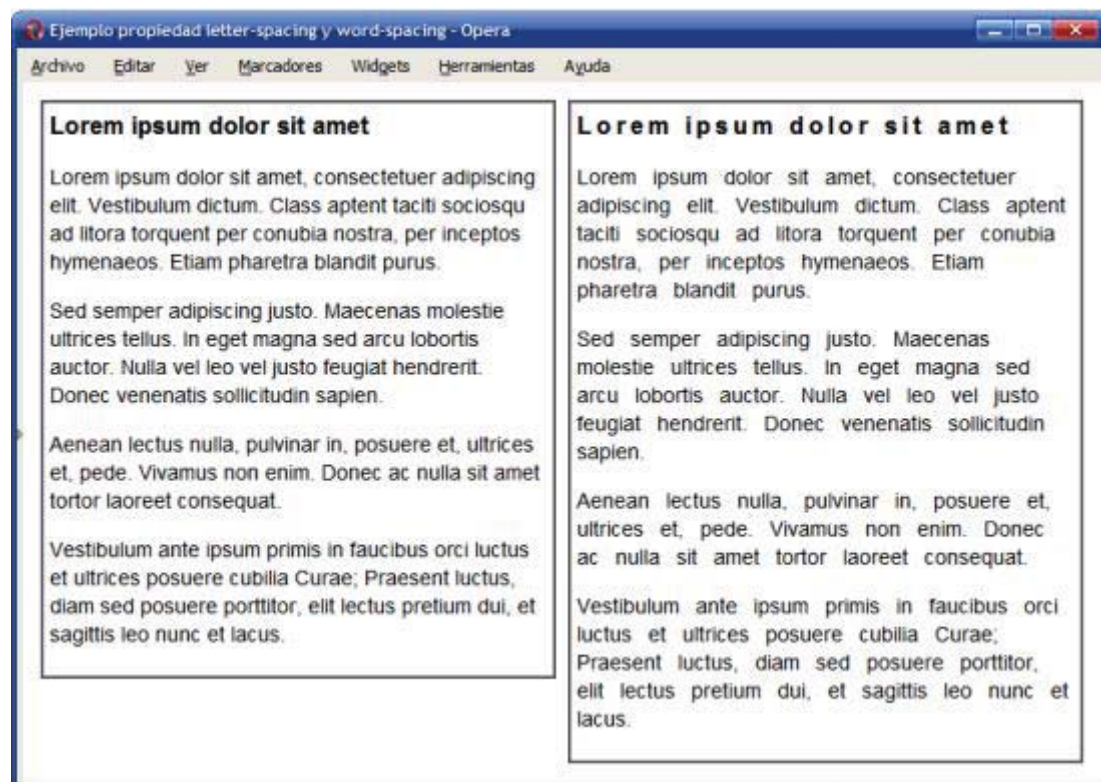 Ejemplo propiedad letter-spacing y word-spacing - Opera
Archivo Editar Ver Marcadores Widgets Herramientas Ayuda
Lorem ipsum dolor sit amet
Lorem ipsum dolor sit amet, consectetuer adipiscing
elit. Vestibulum dictum. Class aptent taciti sociosqu
ad litora torquent per conubia nostra, per inceptos
hymenaeos. Etiam pharetra blandit purus.
Sed semper adipiscing justo. Maecenas molestie
ultrices tellus. In eget magna sed arcu lobortis
auctor. Nulla vel leo vel justo feugiat hendrerit.
Donec venenatis sollicitudin sapien.
Aenean lectus nulla, pulvinar in, posuere et, ultrices
et, pede. Vivamus non enim. Donec ac nulla sit amet
tortor laoreet consequat.
Vestibulum ante ipsum primis in faucibus orci luctus
et ultrices posuere cubilia Curae; Praesent luctus,
diam sed posuere porttitor, elit lectus pretium dui, et
sagittis leo nunc et lacus.
Lorem ipsum dolor sit amet
Lorem ipsum dolor sit amet, consectetuer
adipiscing elit. Vestibulum dictum. Class aptent
taciti sociosqu ad litora torquent per conubia
nostra, per inceptos hymenaeos. Etiam
pharetra blandit purus.
Sed semper adipiscing justo. Maecenas
molestie ultrices tellus. In eget magna sed
arcu lobortis auctor. Nulla vel leo vel justo
feugiat hendrerit. Donec venenatis sollicitudin
sapien.
Aenean lectus nulla, pulvinar in, posuere et,
ultrices et, pede. Vivamus non enim. Donec
ac nulla sit amet tortor laoreet consequat.
Vestibulum ante ipsum primis in faucibus orci
luctus et ultrices posuere cubilia Curae;
Praesent luctus, diam sed posuere porttitor,
elit lectus pretium dui, et sagittis leo nunc et
lacus.